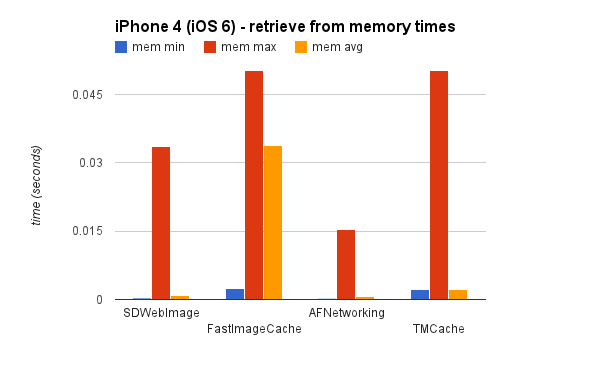 iPhone 4 (iOS 6) - retrieve from memory times
mem min mem max mem avg
0.045
0.03
0.015
0
time (seconds)
SDWebImage
FastImageCache
AFNetworking
TMCache